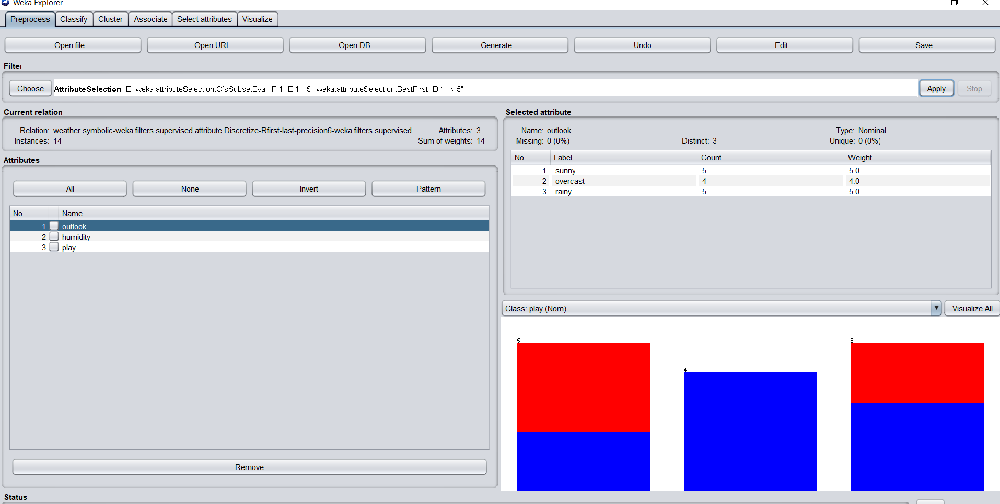 Weka Explorer
Preprocess Classify Cluster Associate Select attributes Visualize
Open file... Open URL... Open DB... Generate... Undo Edit... Save...
Filter
Choose AttributeSelection -E "weka.attributeSelection.CfsSubsetEval -P 1 -E 1" -S "weka.attributeSelection.BestFirst -D 1 -N 5" Apply Stop
Current relation
Relation: weather.symbolic-weka.filters.supervised.attribute.Discretize-Rfirst-last-precision6-weka.filters.supervised Attributes: 3
Instances: 14 Sum of weights: 14
Attributes
All None Invert Pattern
No. Name
1 outlook
2 humidity
3 play
Remove
Selected attribute
Name: outlook Type: Nominal
Missing: 0 (0%) Distinct: 3 Unique: 0 (0%)
No. Label Count Weight
1 sunny 5 5.0
2 overcast 4 4.0
3 rainy 5 5.0
Class: play (Nom) Visualize All
5 4 5
Status